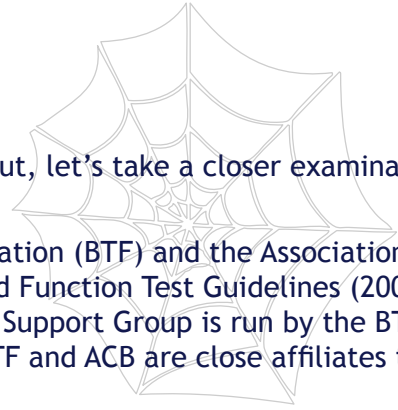 ut, let’s take a closer examina
ation (BTF) and the Association
d Function Test Guidelines (200
Support Group is run by the BT
TF and ACB are close affiliates